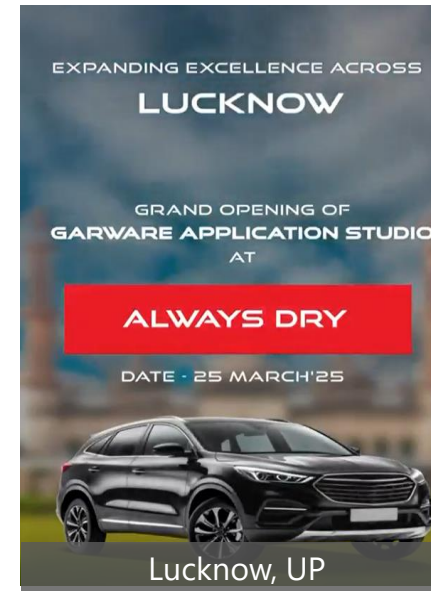 EXPANDING EXCELLENCE ACROSS
LUCKNOW
GRAND OPENING OF
GARWARE APPLICATION STUDIO
AT
ALWAYS DRY
DATE - 25 MARCH'25
Lucknow, UP